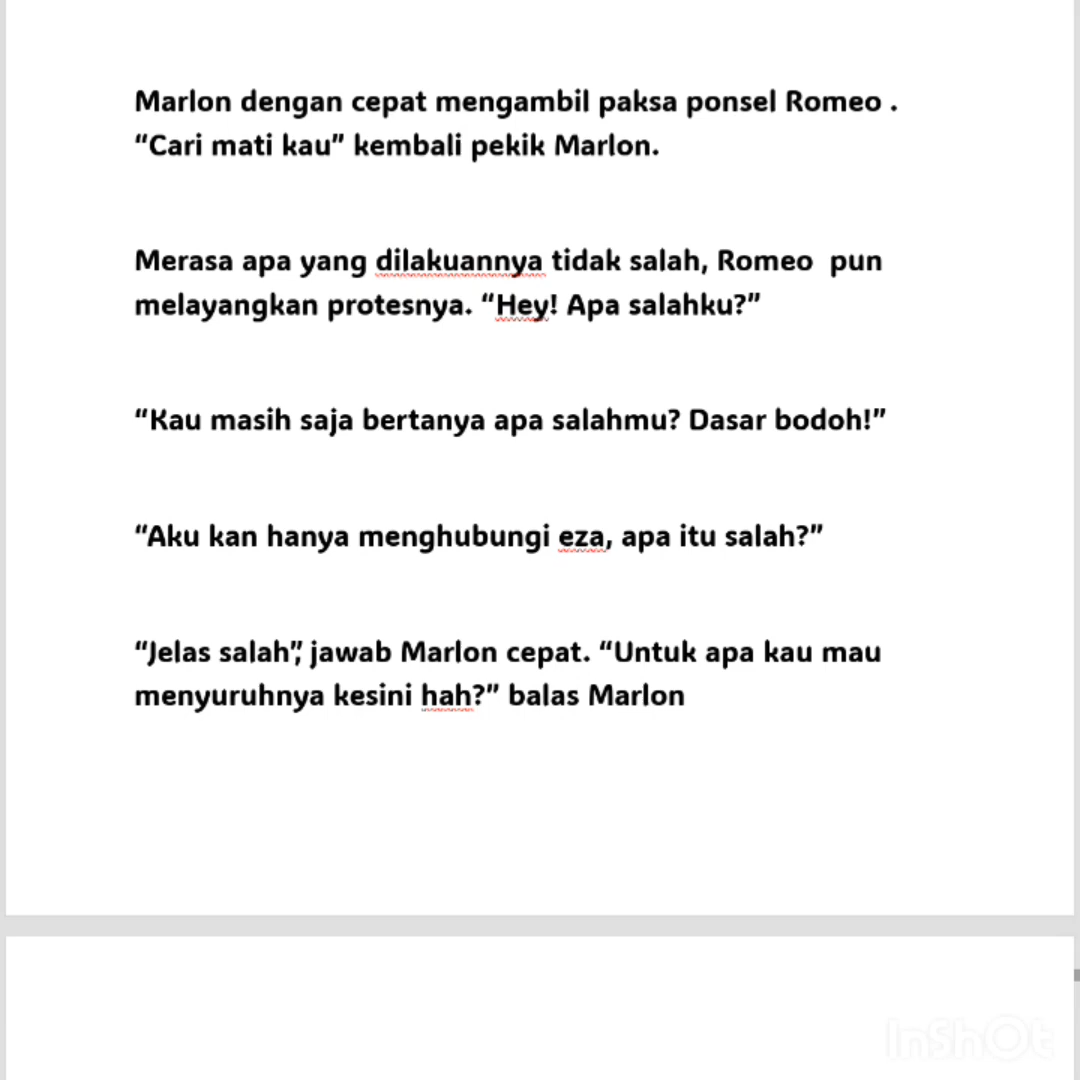 Marlon dengan cepat mengambil paksa ponsel Romeo .
“Cari mati kau” kembali pekik Marlon.
Merasa apa yang dilakuannya tidak salah, Romeo  pun
melayangkan protesnya. “Hey! Apa salahku?”
“Kau masih saja bertanya apa salahmu? Dasar bodoh!”
“Aku kan hanya menghubungi eza, apa itu salah?”
“Jelas salah”, jawab Marlon cepat. “Untuk apa kau mau
menyuruhnya kesini hah?” balas Marlon
InShOt